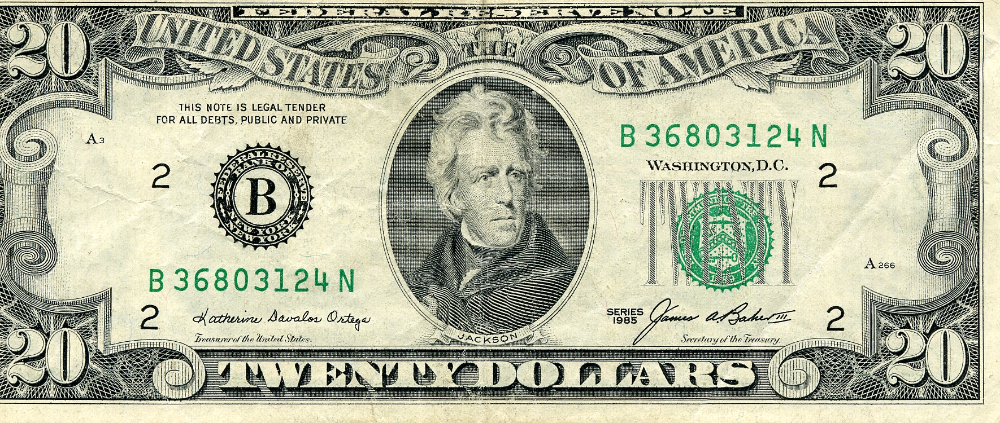 FEDERAL RESERVE NOTE
20 UNITED STATES THE OF AMERICA 20
THIS NOTE IS LEGAL TENDER
FOR ALL DEBTS, PUBLIC AND PRIVATE
A3
B 36803124 N
WASHINGTON, D.C.
2
2
FEDERAL RESERVE
BANK OF
B
NEW YORK
NEW YORK
TWENTY
A 266
B 36803124 N
2
Katherine Davalos Ortega
Treasurer of the United States.
SERIES
1985
James A. Baker III
Secretary of the Treasury.
2
JACKSON
20 TWENTY DOLLARS 20